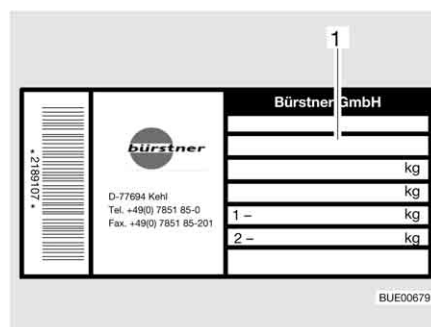 1
Bürstner GmbH
* 2189107 *
bürstner
D-77694 Kehl
Tel. +49(0) 7851 85-0
Fax. +49(0) 7851 85-201
kg
kg
1 – kg
2 – kg
BUE00679